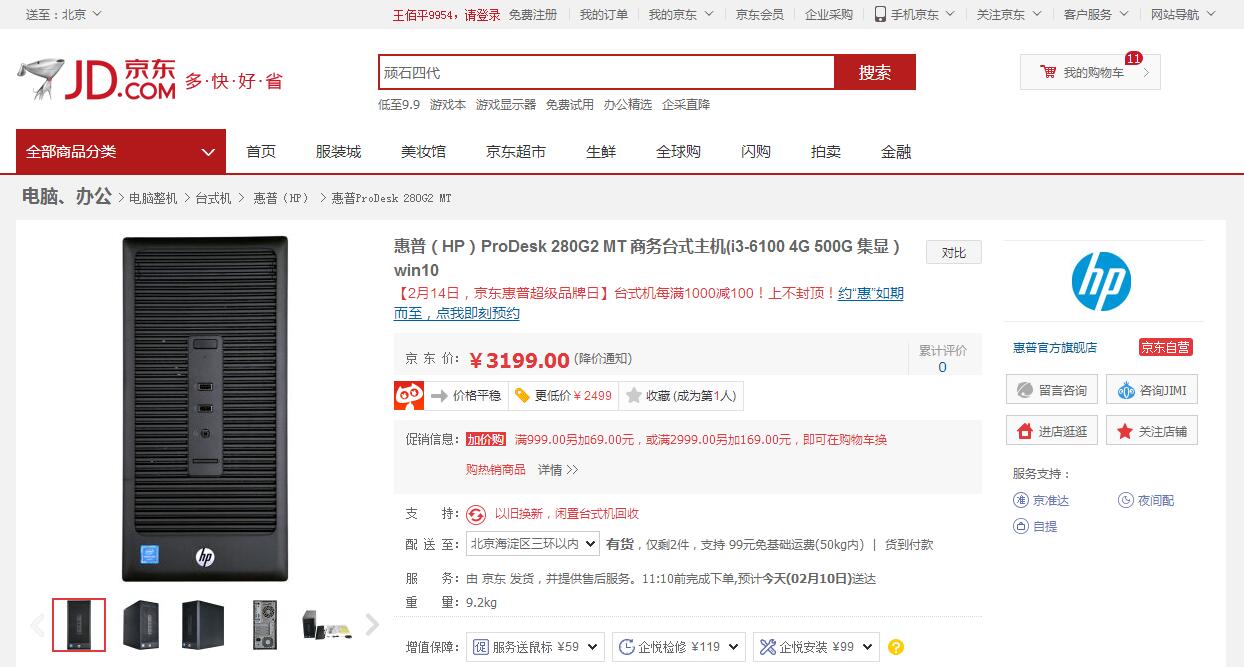 送至：北京
王佰平9954，请登录 免费注册 我的订单 我的京东 京东会员 企业采购 手机京东 关注京东 客户服务 网站导航
JD.COM 京东
多·快·好·省
顽石四代
搜索
11
我的购物车
低至9.9 游戏本 游戏显示器 免费试用 办公精选 企采直降
全部商品分类
首页 服装城 美妆馆 京东超市 生鲜 全球购 闪购 拍卖 金融
电脑、办公 > 电脑整机 > 台式机 > 惠普（HP） > 惠普ProDesk 280G2 MT
惠普（HP）ProDesk 280G2 MT 商务台式主机(i3-6100 4G 500G 集显）
win10
对比
【2月14日，京东惠普超级品牌日】台式机每满1000减100！上不封顶！约“惠”如期
而至，点我即刻预约
京 东 价： ￥3199.00 (降价通知)
累计评价
0
价格平稳 更低价￥2499 收藏 (成为第1人)
促销信息： 加价购 满999.00另加69.00元，或满2999.00另加169.00元，即可在购物车换
购热销商品 详情 >>
支 持： 以旧换新，闲置台式机回收
配 送 至： 北京海淀区三环以内 有货，仅剩2件，支持 99元免基础运费(50kg内) | 货到付款
服 务： 由 京东 发货，并提供售后服务。11:10前完成下单,预计今天(02月10日)送达
重 量： 9.2kg
增值保障： 促 服务送鼠标 ¥59 企悦检修 ¥119 企悦安装 ¥99 ?
hp
惠普官方旗舰店 京东自营
留言咨询 咨询JIMI
进店逛逛 关注店铺
服务支持：
准 京准达 夜间配
自提
hp